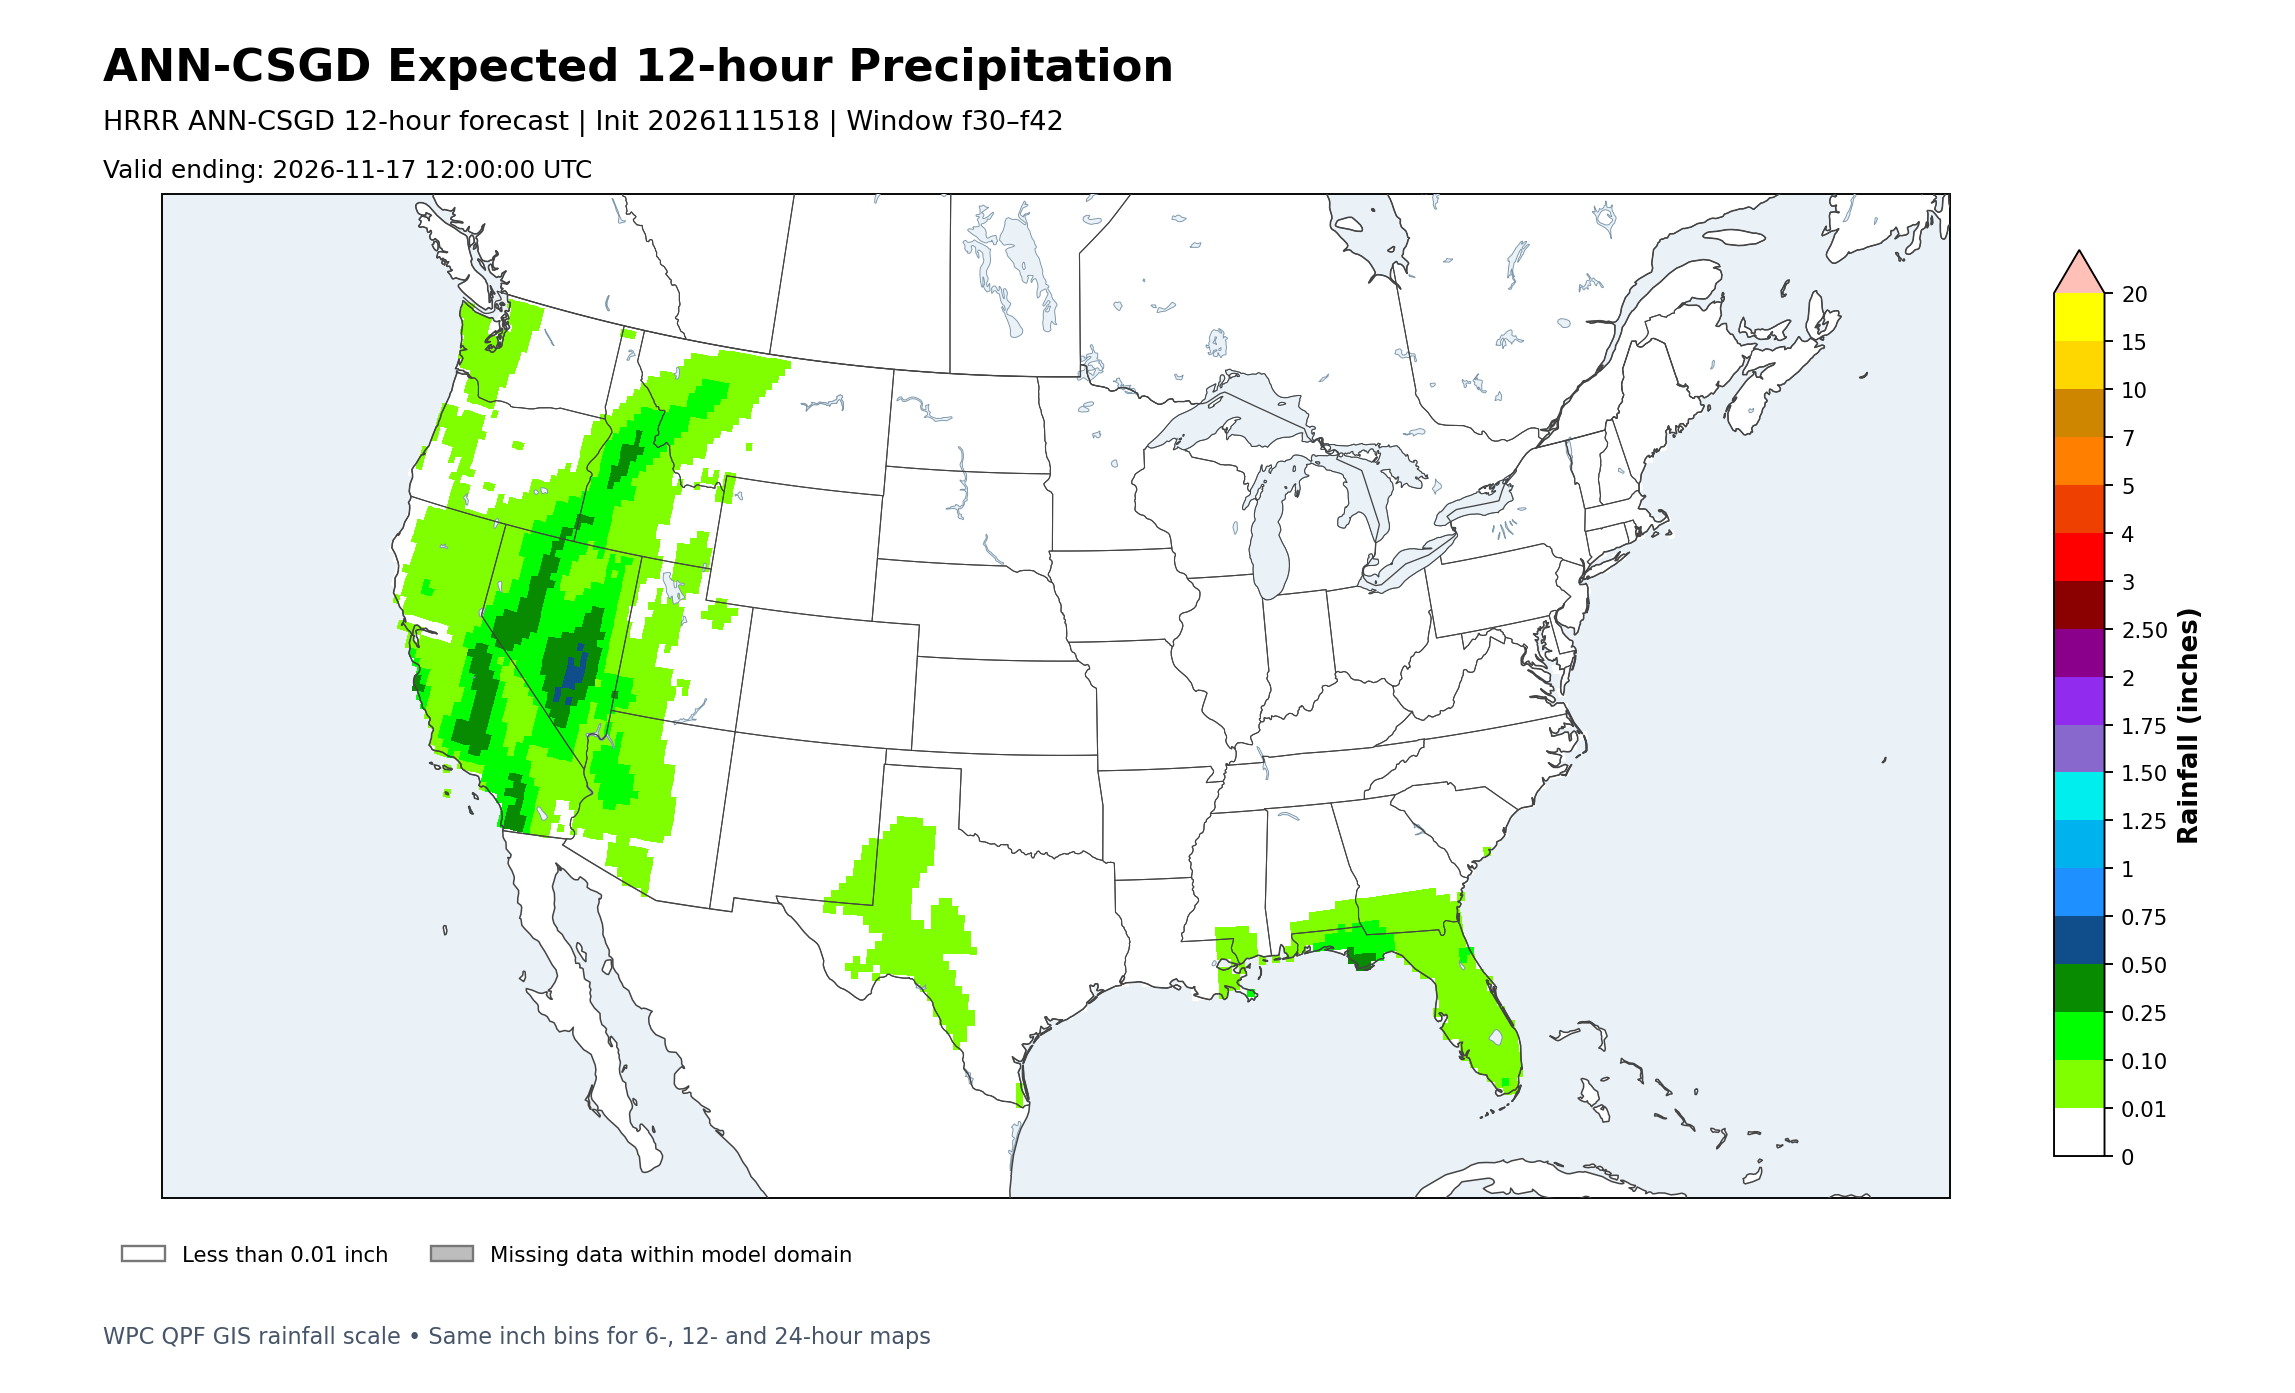 ANN-CSGD Expected 12-hour Precipitation
HRRR ANN-CSGD 12-hour forecast | Init 2026111518 | Window f30–f42
Valid ending: 2026-11-17 12:00:00 UTC
20
15
10
7
5
4
3
2.50
2
1.75
1.50
1.25
1
0.75
0.50
0.25
0.10
0.01
0
Rainfall (inches)
Less than 0.01 inch
Missing data within model domain
WPC QPF GIS rainfall scale • Same inch bins for 6-, 12- and 24-hour maps